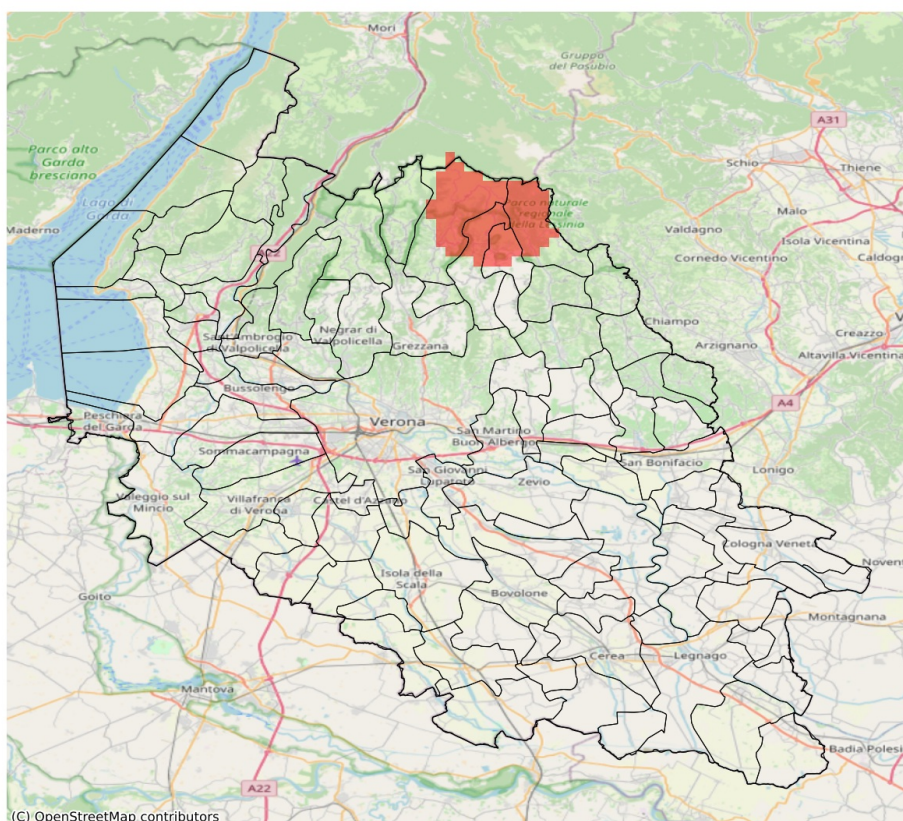 Mori
Gruppo
del Pasubio
A31
Parco alto
Garda
bresciano
Schio
Thiene
Lago di
Garda
Parco naturale
regionale
della Lessinia
Malo
Maderno
Valdagno
Isola Vicentina
Cornedo Vicentino
Caldogn
A22
Chiampo
Sant'Ambrogio
di Valpolicella
Negrar di
Valpolicella
Grezzana
Arzignano
Creazzo
Altavilla Vicentina
Bussolengo
A4
Peschiera
del Garda
Verona
San Martino
Buon Albergo
Sommacampagna
San Giovanni
Lupatoto
Zevio
San Bonifacio
Lonigo
Valeggio sul
Mincio
Villafranca
di Verona
Castel d'Azzano
Cologna Veneta
Noven
Isola della
Scala
Goito
Bovolone
Montagnana
Cerea
Legnago
Mantova
Badia Polesi
A22
(C) OpenStreetMap contributors